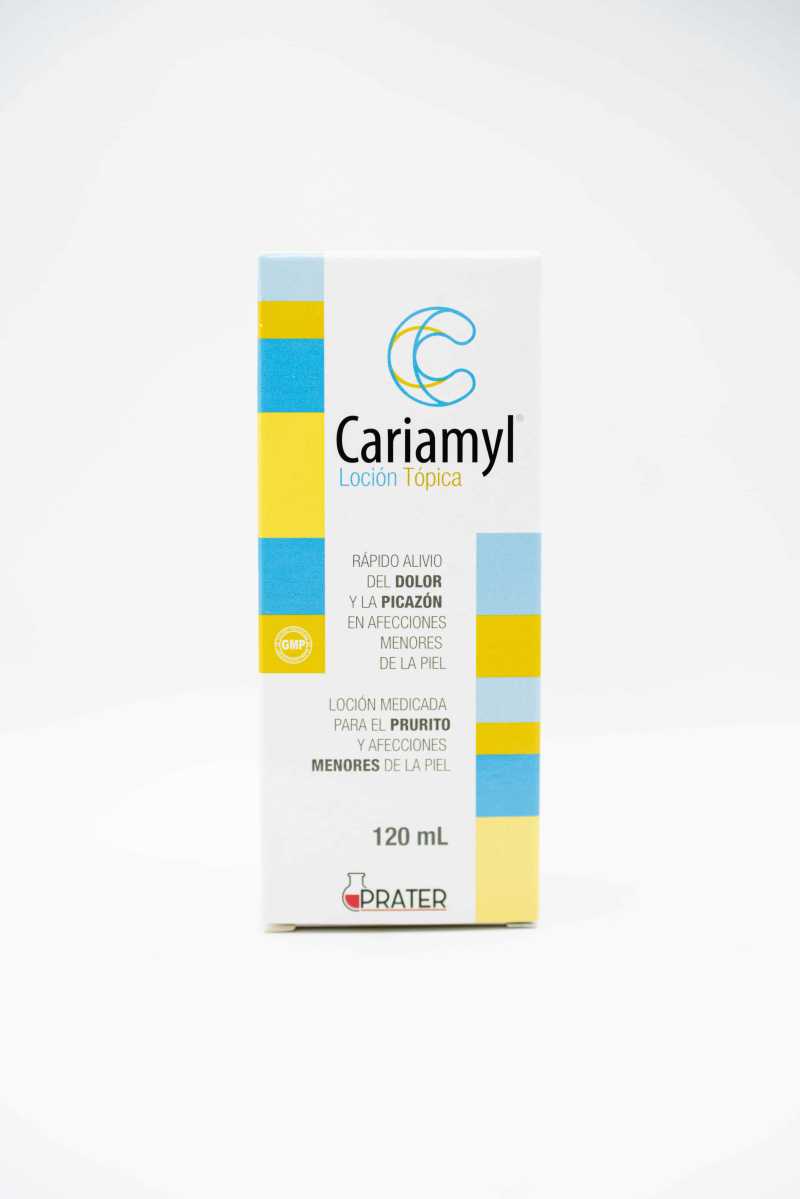 Cariamyl®
Loción Tópica
RÁPIDO ALIVIO
DEL DOLOR
Y LA PICAZÓN
EN AFECCIONES
MENORES
DE LA PIEL
GMP
LOCIÓN MEDICADA
PARA EL PRURITO
Y AFECCIONES
MENORES DE LA PIEL
120 mL
PRATER